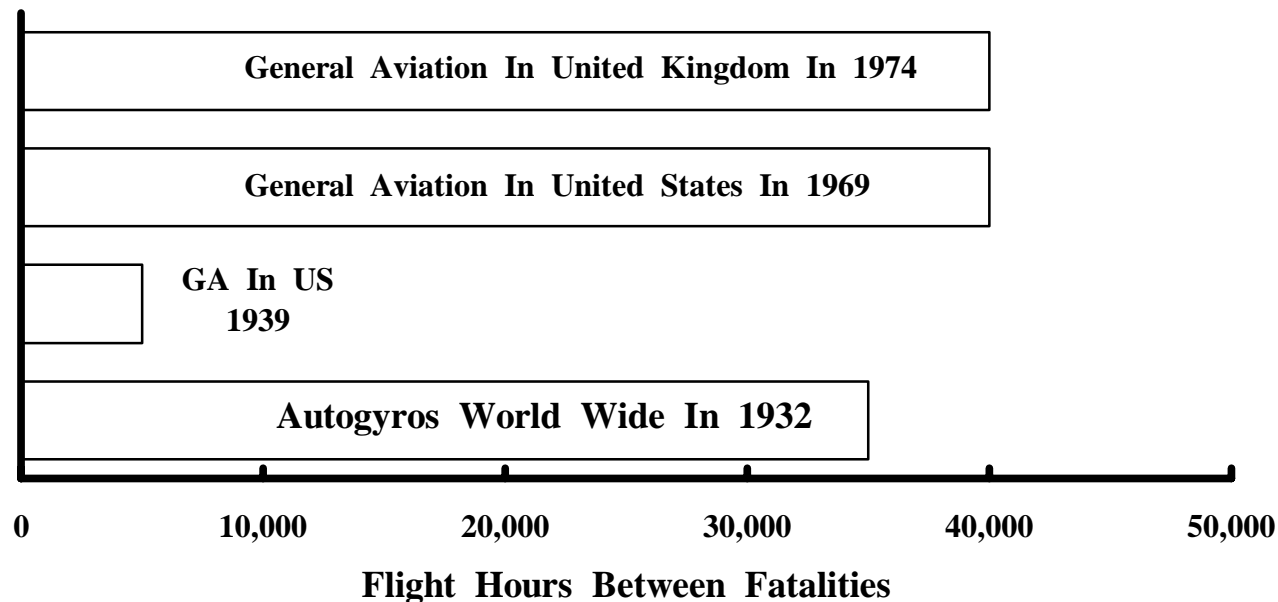 General Aviation In United Kingdom In 1974
General Aviation In United States In 1969
GA In US
1939
Autogyros World Wide In 1932
0 10,000 20,000 30,000 40,000 50,000
Flight Hours Between Fatalities